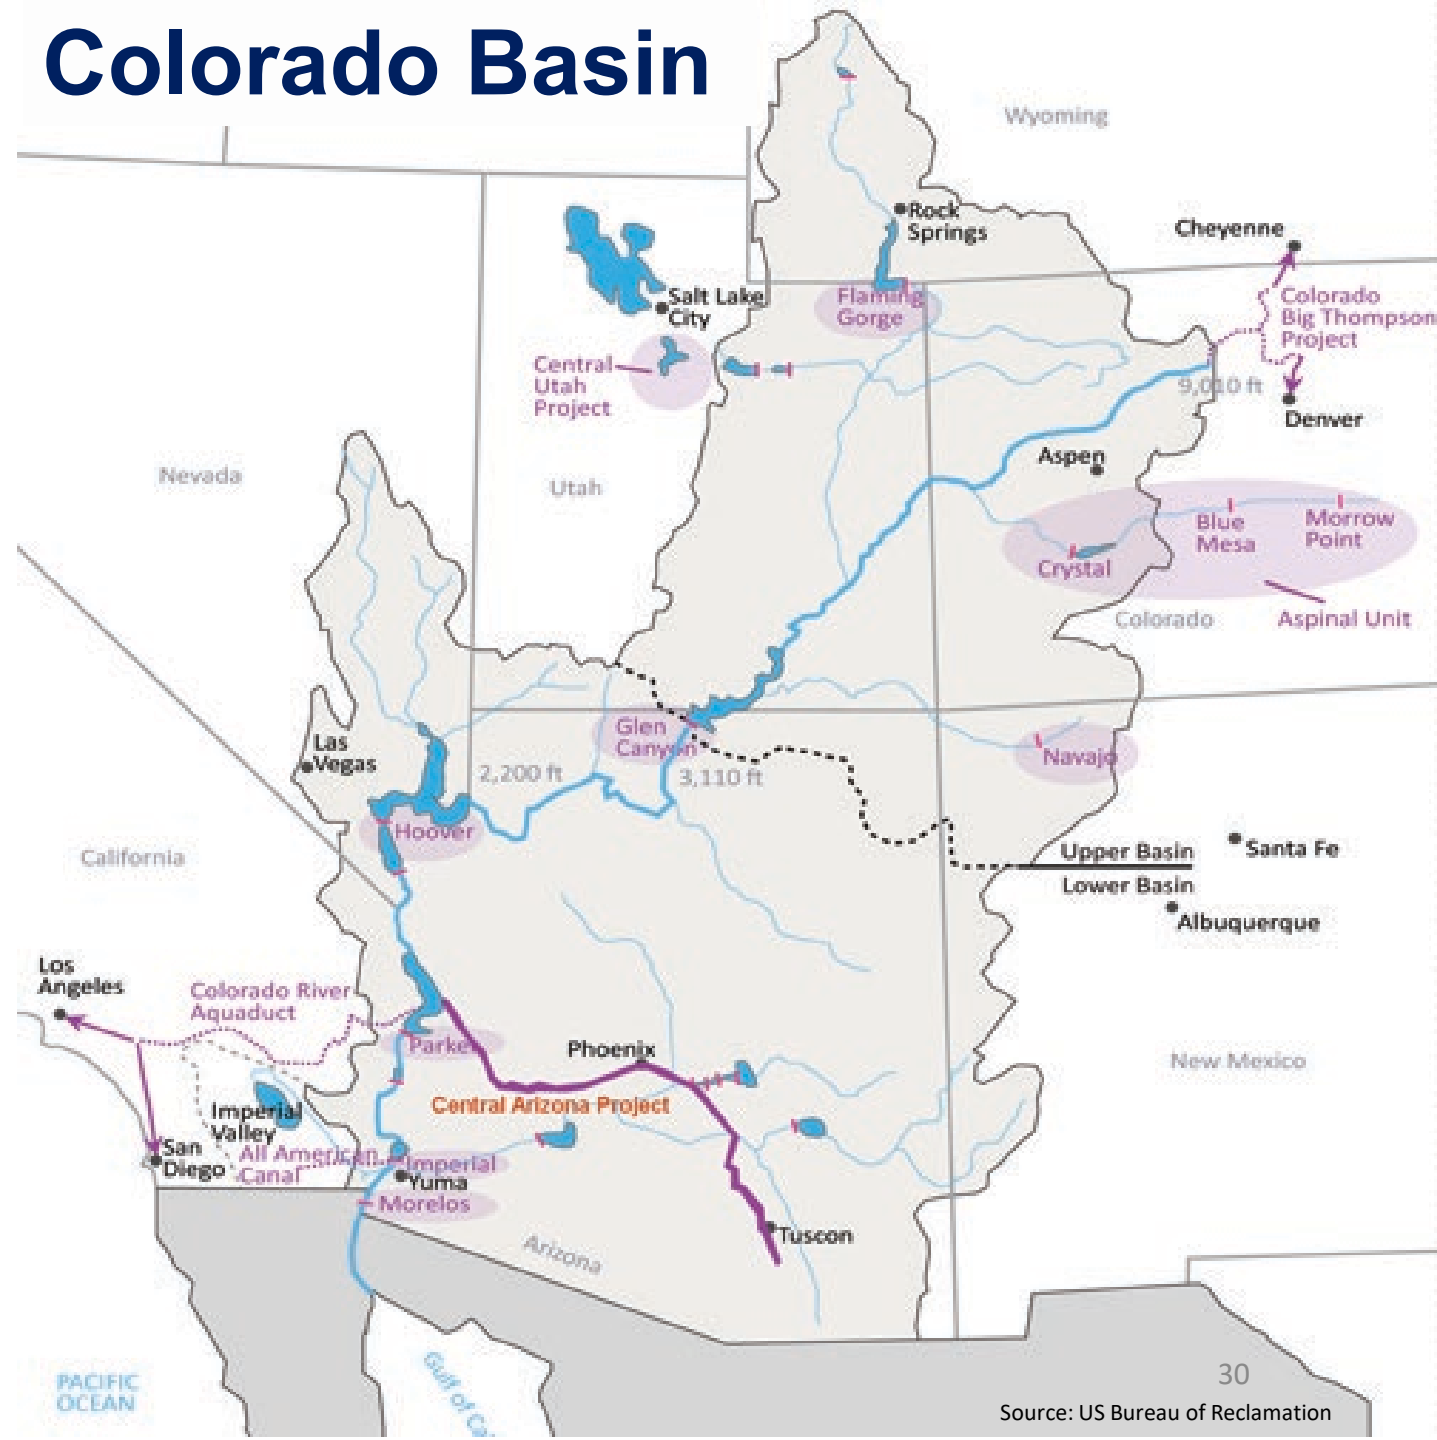 Colorado Basin
Wyoming
Rock
Springs
Cheyenne
Flaming
Gorge
Salt Lake
City
Colorado
Big Thompson
Project
Central
Utah
Project
9,010 ft
Denver
Aspen
Nevada
Utah
Blue
Mesa
Morrow
Point
Crystal
Colorado
Aspinal Unit
Glen
Canyon
Las
Vegas
2,200 ft
3,110 ft
Navajo
Hoover
California
Upper Basin
Lower Basin
Santa Fe
Albuquerque
Los
Angeles
Colorado River
Aquaduct
Parker
Phoenix
New Mexico
Central Arizona Project
Imperial
Valley
San
Diego
All American
Canal
Imperial
Yuma
Morelos
Arizona
Tuscon
PACIFIC
OCEAN
Gulf of Cal
30
Source: US Bureau of Reclamation